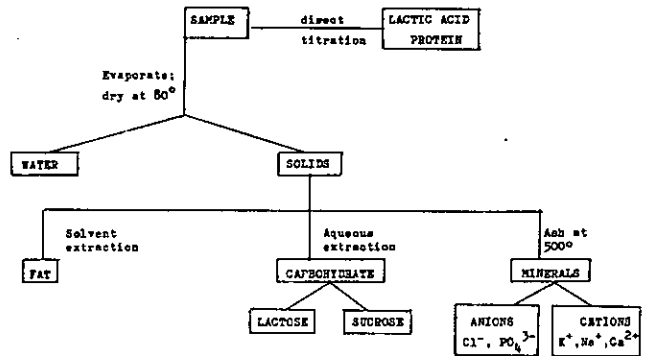 SAMPLE
direct
titration
LACTIC ACID
PROTEIN
Evaporate;
dry at 80°
WATER
SOLIDS
Solvent
extraction
Aqueous
extraction
Ash at
500°
FAT
CARBOHYDRATE
MINERALS
LACTOSE
SUCROSE
ANIONS
Cl⁻, PO₄³⁻
CATIONS
K⁺,Na⁺,Ca²⁺